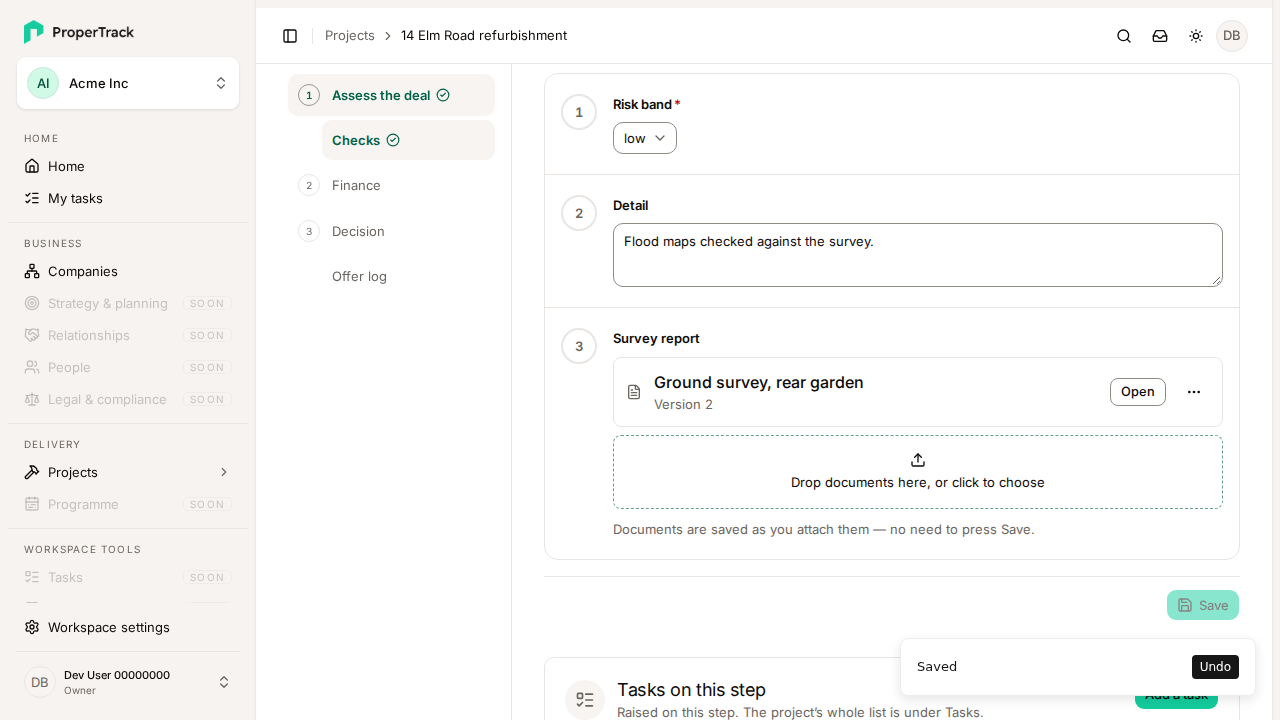 ProperTrack
AI
Acme Inc
HOME
Home
My tasks
BUSINESS
Companies
Strategy & planning SOON
Relationships SOON
People SOON
Legal & compliance SOON
DELIVERY
Projects
Programme SOON
WORKSPACE TOOLS
Tasks SOON
Workspace settings
DB
Dev User 00000000
Owner
Projects > 14 Elm Road refurbishment
DB
1 Assess the deal
Checks
2 Finance
3 Decision
Offer log
1 Risk band *
low
2 Detail
Flood maps checked against the survey.
3 Survey report
Ground survey, rear garden
Version 2
Open
Drop documents here, or click to choose
Documents are saved as you attach them — no need to press Save.
Save
Saved
Undo
Tasks on this step
Raised on this step. The project's whole list is under Tasks.
Add a task